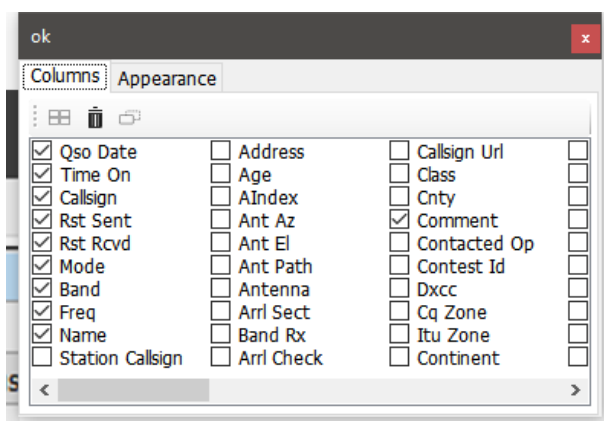 ok
x
Columns Appearance
Qso Date Address Callsign Url
Time On Age Class
Callsign AIndex Cnty
Rst Sent Ant Az Comment
Rst Rcvd Ant El Contacted Op
Mode Ant Path Contest Id
Band Antenna Dxcc
Freq Arrl Sect Cq Zone
Name Band Rx Itu Zone
Station Callsign Arrl Check Continent